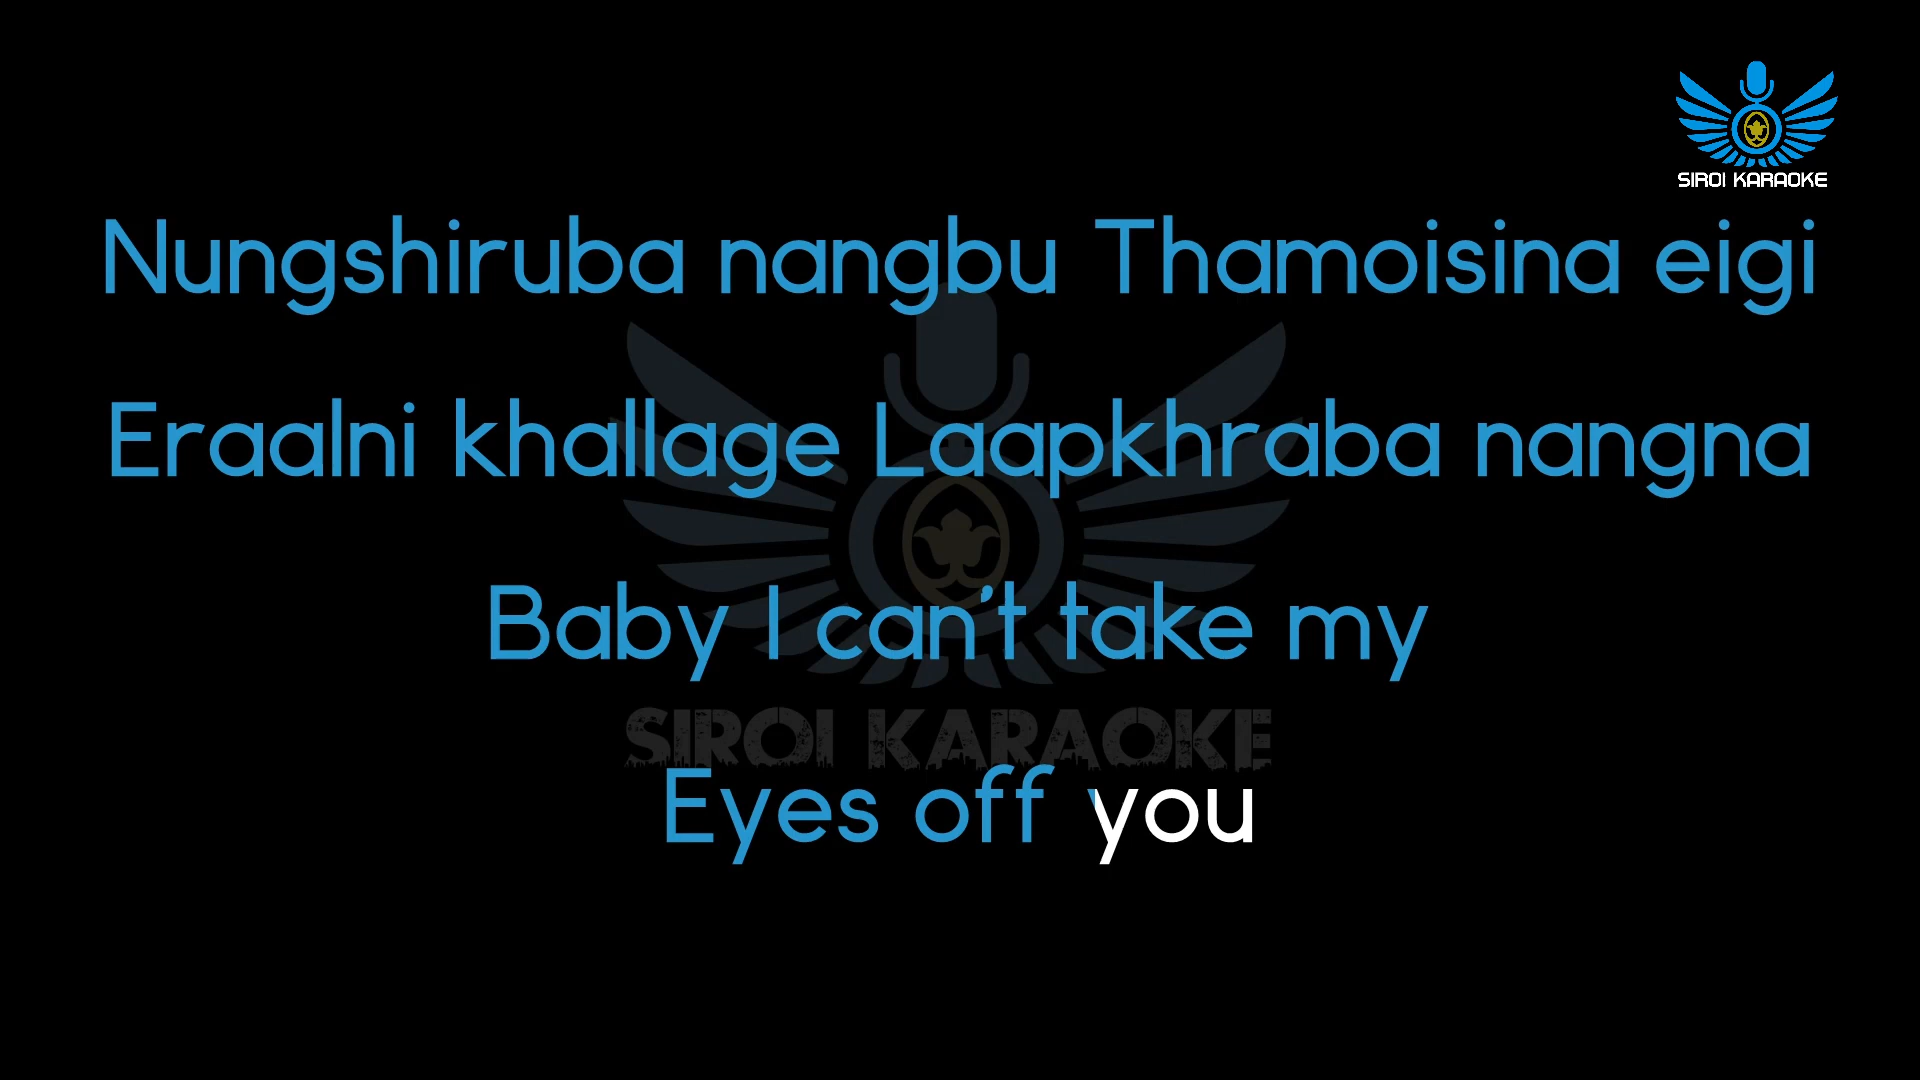 SIROI KARAOKE
Nungshiruba nangbu Thamoisina eigi
Eraalni khallage Laapkhraba nangna
Baby I can't take my
SIROI KARAOKE
Eyes off you